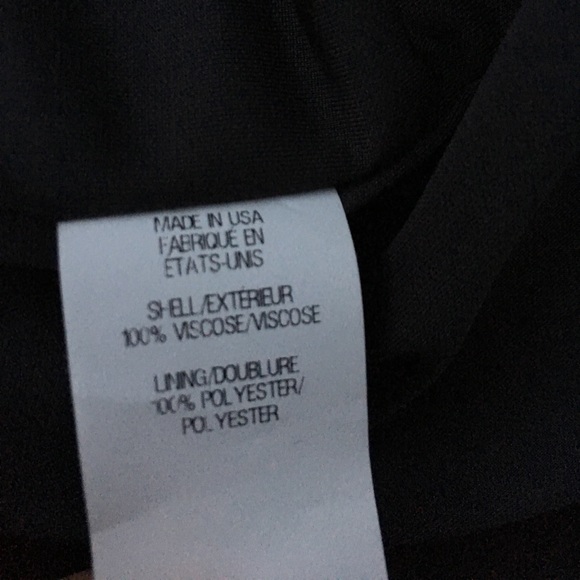 MADE IN USA
FABRIQUÉ EN
ÉTATS-UNIS
SHELL/EXTÉRIEUR
100% VISCOSE/VISCOSE
LINING/DOUBLURE
100% POLYESTER/
POLYESTER